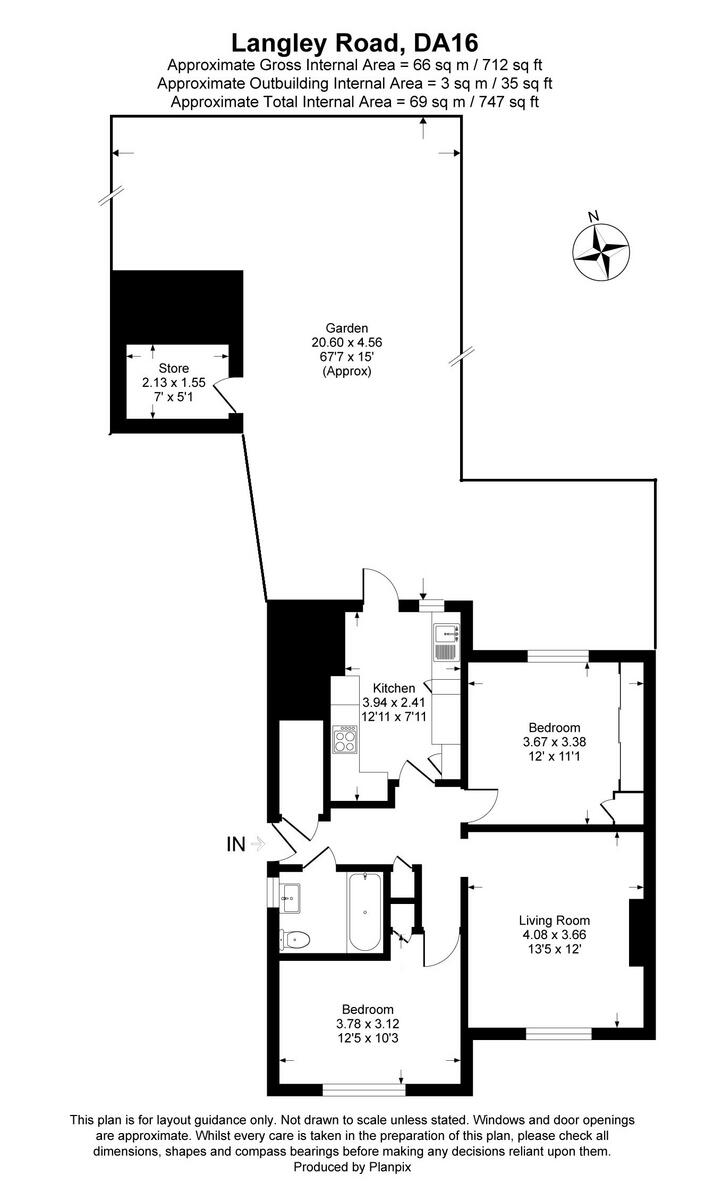 Langley Road, DA16
Approximate Gross Internal Area = 66 sq m / 712 sq ft
Approximate Outbuilding Internal Area = 3 sq m / 35 sq ft
Approximate Total Internal Area = 69 sq m / 747 sq ft
N
Garden
20.60 x 4.56
67'7 x 15'
(Approx)
Store
2.13 x 1.55
7' x 5'1
Kitchen
3.94 x 2.41
12'11 x 7'11
Bedroom
3.67 x 3.38
12' x 11'1
IN
Living Room
4.08 x 3.66
13'5 x 12'
Bedroom
3.78 x 3.12
12'5 x 10'3
This plan is for layout guidance only. Not drawn to scale unless stated. Windows and door openings
are approximate. Whilst every care is taken in the preparation of this plan, please check all
dimensions, shapes and compass bearings before making any decisions reliant upon them.
Produced by Planpix